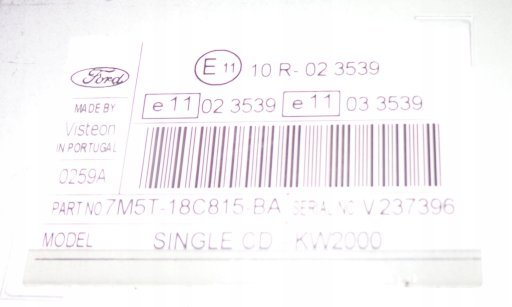 Ford
E 11 10 R - 02 3539
e 11 02 3539 e 11 03 3539
MADE BY
Visteon
IN PORTUGAL
0259A
PART NO 7M5T-18C815-BA SERIAL NO V 237396
MODEL SINGLE CD KW2000